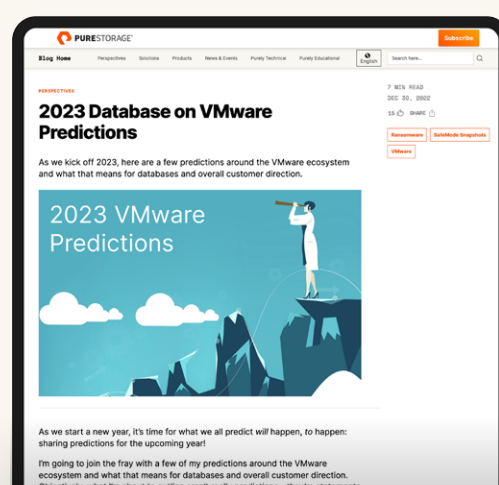 PURESTORAGE®
Subscribe
Blog Home Perspectives Solutions Products News & Events Purely Technical Purely Educational English Search here...
PERSPECTIVES
2023 Database on VMware
Predictions
As we kick off 2023, here are a few predictions around the VMware ecosystem
and what that means for databases and overall customer direction.
7 MIN READ
DEC 30, 2022
15 SHARE
Ransomware SafeMode Snapshots
VMware
2023 VMware
Predictions
As we start a new year, it's time for what we all predict will happen, to happen:
sharing predictions for the upcoming year!
I'm going to join the fray with a few of my predictions around the VMware
ecosystem and what that means for databases and overall customer direction.